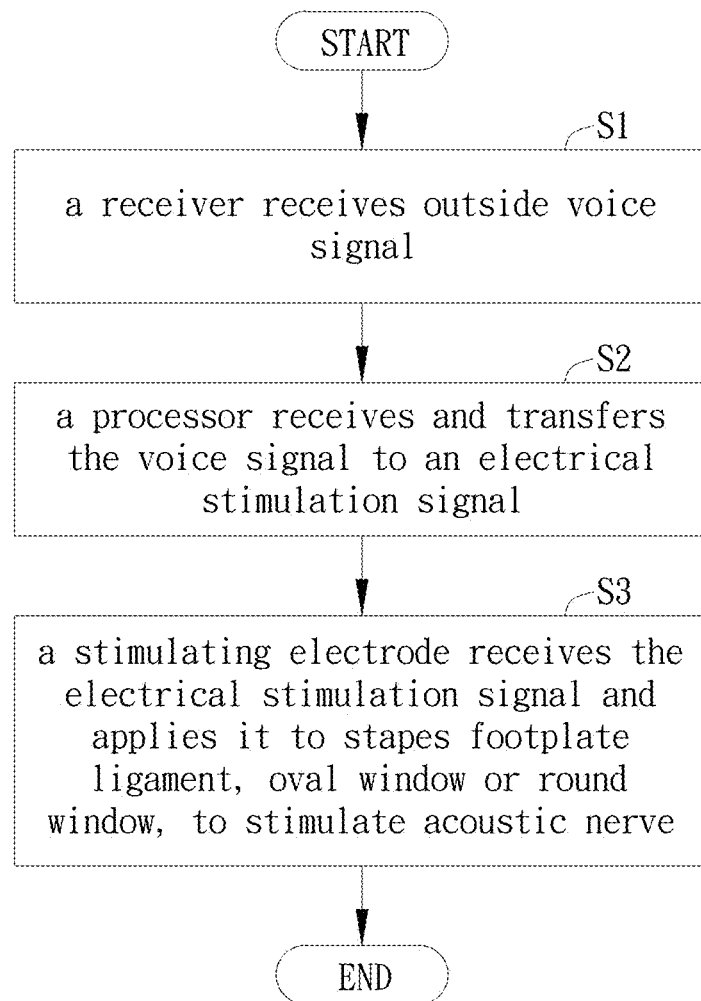 START
S1
a receiver receives outside voice
signal
S2
a processor receives and transfers
the voice signal to an electrical
stimulation signal
S3
a stimulating electrode receives the
electrical stimulation signal and
applies it to stapes footplate
ligament, oval window or round
window, to stimulate acoustic nerve
END